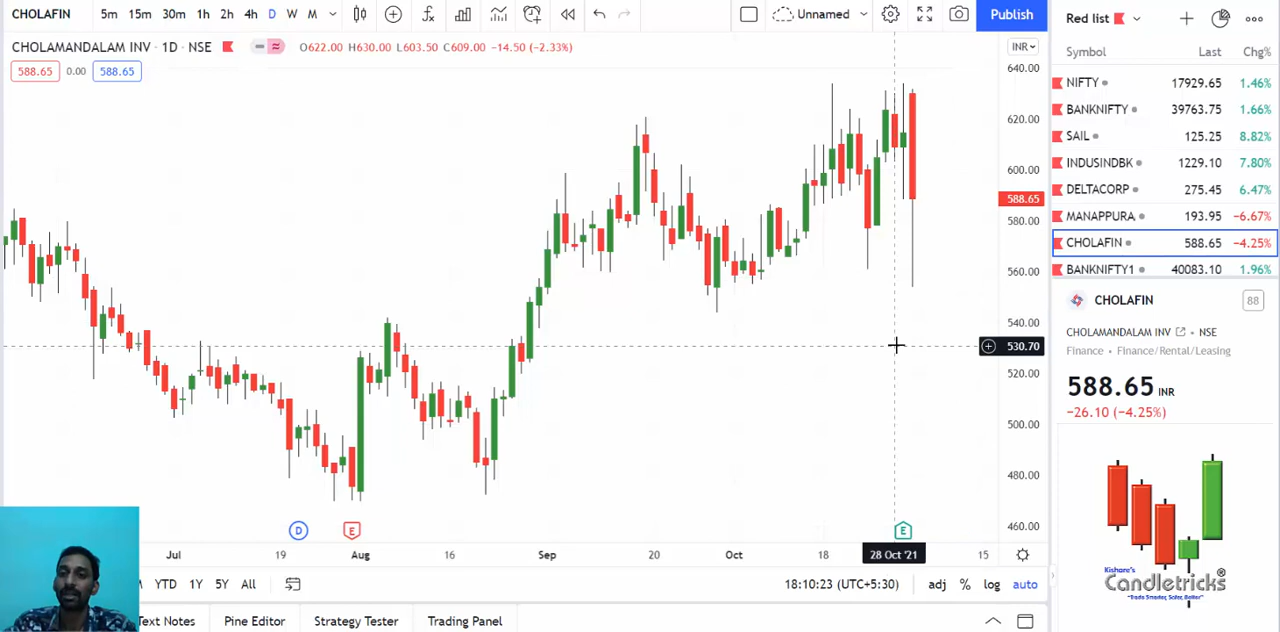 CHOLAFIN 5m 15m 30m 1h 2h 4h D W M Unnamed Publish
CHOLAMANDALAM INV · 1D · NSE O622.00 H630.00 L603.50 C609.00 −14.50 (−2.33%)
588.65 0.00 588.65
INR
640.00
620.00
600.00
588.65
580.00
560.00
540.00
530.70
520.00
500.00
480.00
460.00
D E E
Jul 19 Aug 16 Sep 20 Oct 18 28 Oct '21 15
YTD 1Y 5Y All 18:10:23 (UTC+5:30) adj % log auto
Text Notes Pine Editor Strategy Tester Trading Panel
Red list
Symbol Last Chg%
NIFTY 17929.65 1.46%
BANKNIFTY 39763.75 1.66%
SAIL 125.25 8.82%
INDUSINDBK 1229.10 7.80%
DELTACORP 275.45 6.47%
MANAPPURA 193.95 −6.67%
CHOLAFIN 588.65 −4.25%
BANKNIFTY1 40083.10 1.96%
CHOLAFIN 88
CHOLAMANDALAM INV • NSE
Finance • Finance/Rental/Leasing
588.65 INR
−26.10 (−4.25%)
Kishore's
Candletricks®
"Trade Smarter, Safer, Better"